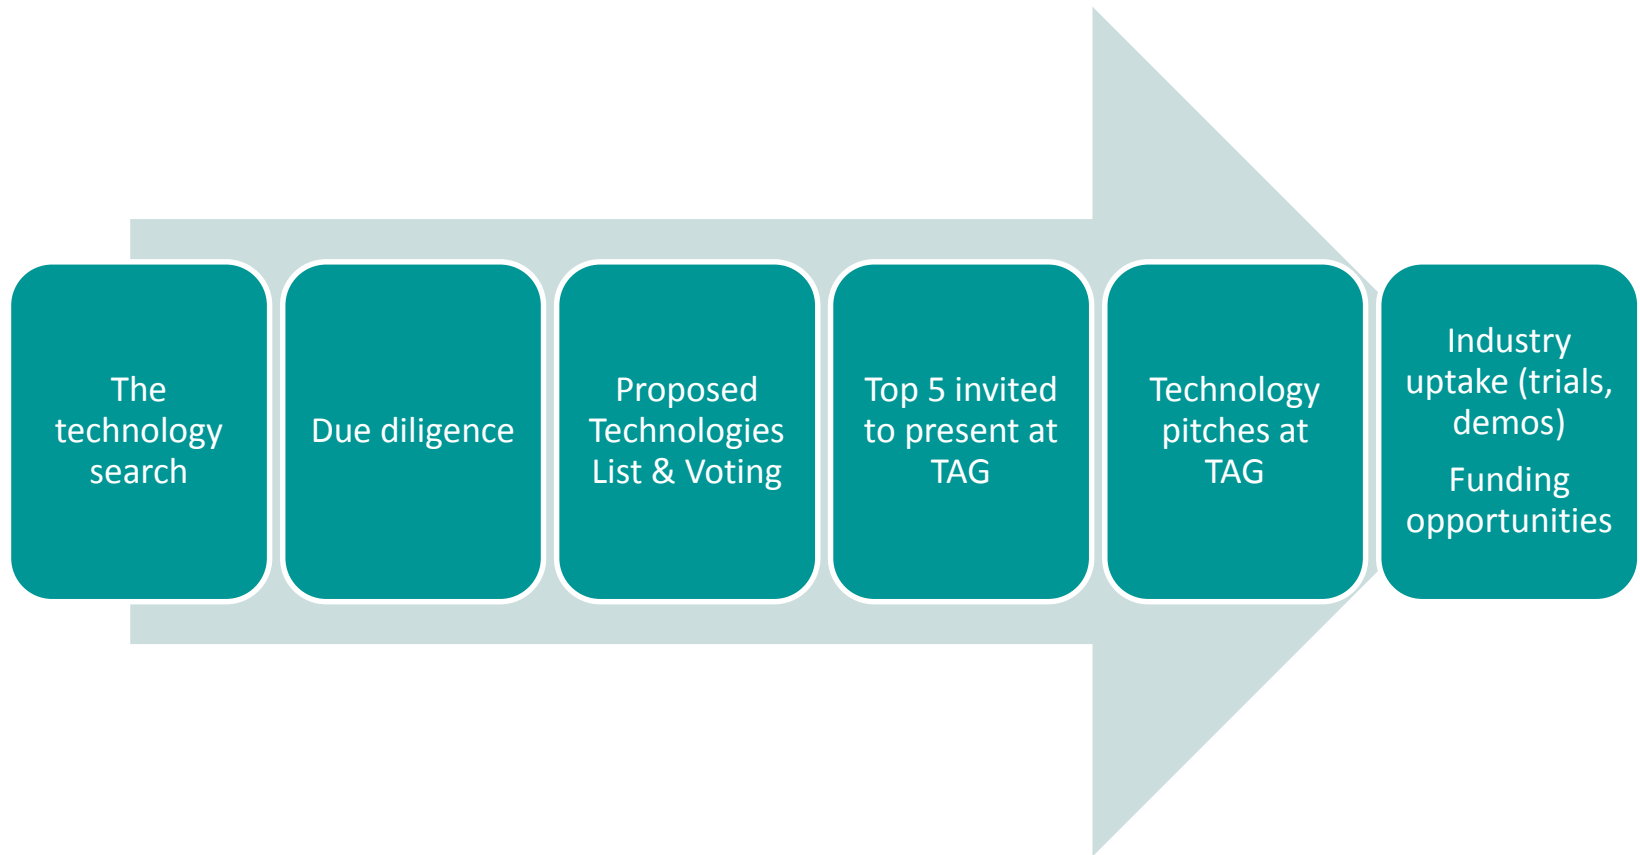 The
technology
search
Due diligence
Proposed
Technologies
List & Voting
Top 5 invited
to present at
TAG
Technology
pitches at
TAG
Industry
uptake (trials,
demos)
Funding
opportunities